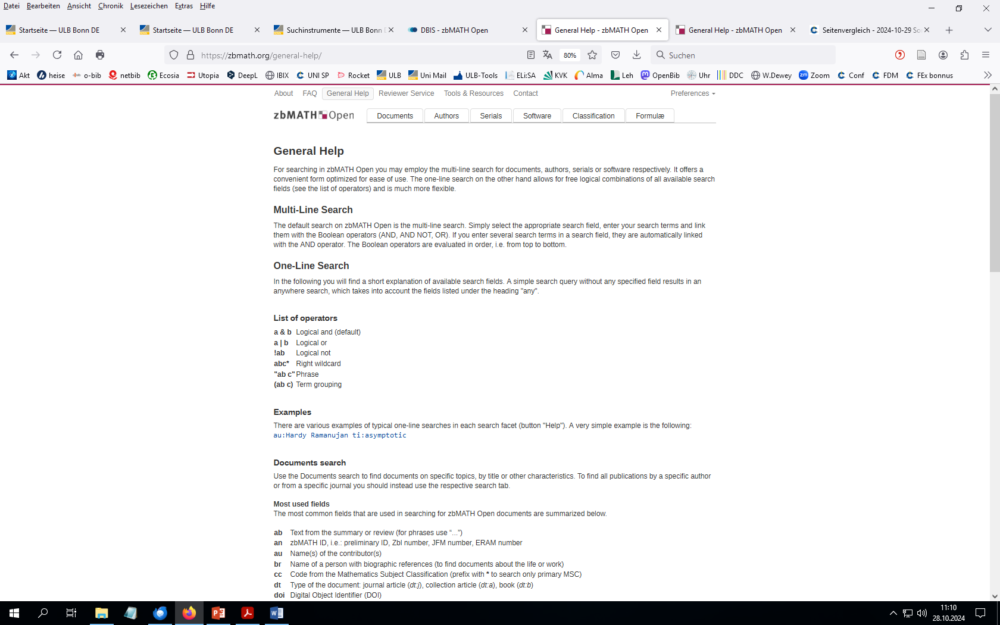 Datei Bearbeiten Ansicht Chronik Lesezeichen Extras Hilfe
Startseite — ULB Bonn DE Startseite — ULB Bonn DE Suchinstrumente — ULB Bonn DBIS - zbMATH Open General Help - zbMATH Open General Help - zbMATH Open Seitenvergleich - 2024-10-29
https://zbmath.org/general-help/ 80% Suchen
Akt heise o-bib netbib Ecosia Utopia DeepL IBIX UNI SP Rocket ULB Uni Mail ULB-Tools ELi:SA KVK Alma Leh OpenBib Uhr DDC W.Dewey Zoom Conf FDM FEx bonnus
About FAQ General Help Reviewer Service Tools & Resources Contact Preferences
zbMATH Open Documents Authors Serials Software Classification Formulæ
General Help
For searching in zbMATH Open you may employ the multi-line search for documents, authors, serials or software respectively. It offers a
convenient form optimized for ease of use. The one-line search on the other hand allows for free logical combinations of all available search
fields (see the list of operators) and is much more flexible.
Multi-Line Search
The default search on zbMATH Open is the multi-line search. Simply select the appropriate search field, enter your search terms and link
them with the Boolean operators (AND, AND NOT, OR). If you enter several search terms in a search field, they are automatically linked
with the AND operator. The Boolean operators are evaluated in order, i.e. from top to bottom.
One-Line Search
In the following you will find a short explanation of available search fields. A simple search query without any specified field results in an
anywhere search, which takes into account the fields listed under the heading "any".
List of operators
a & b Logical and (default)
a | b Logical or
!ab Logical not
abc* Right wildcard
"ab c" Phrase
(ab c) Term grouping
Examples
There are various examples of typical one-line searches in each search facet (button "Help"). A very simple example is the following:
au:Hardy Ramanujan ti:asymptotic
Documents search
Use the Documents search to find documents on specific topics, by title or other characteristics. To find all publications by a specific author
or from a specific journal you should instead use the respective search tab.
Most used fields
The most common fields that are used in searching for zbMATH Open documents are summarized below.
ab Text from the summary or review (for phrases use “...”)
an zbMATH ID, i.e.: preliminary ID, Zbl number, JFM number, ERAM number
au Name(s) of the contributor(s)
br Name of a person with biographic references (to find documents about the life or work)
cc Code from the Mathematics Subject Classification (prefix with * to search only primary MSC)
dt Type of the document: journal article (dt:j), collection article (dt:a), book (dt:b)
doi Digital Object Identifier (DOI)
11:10
28.10.2024